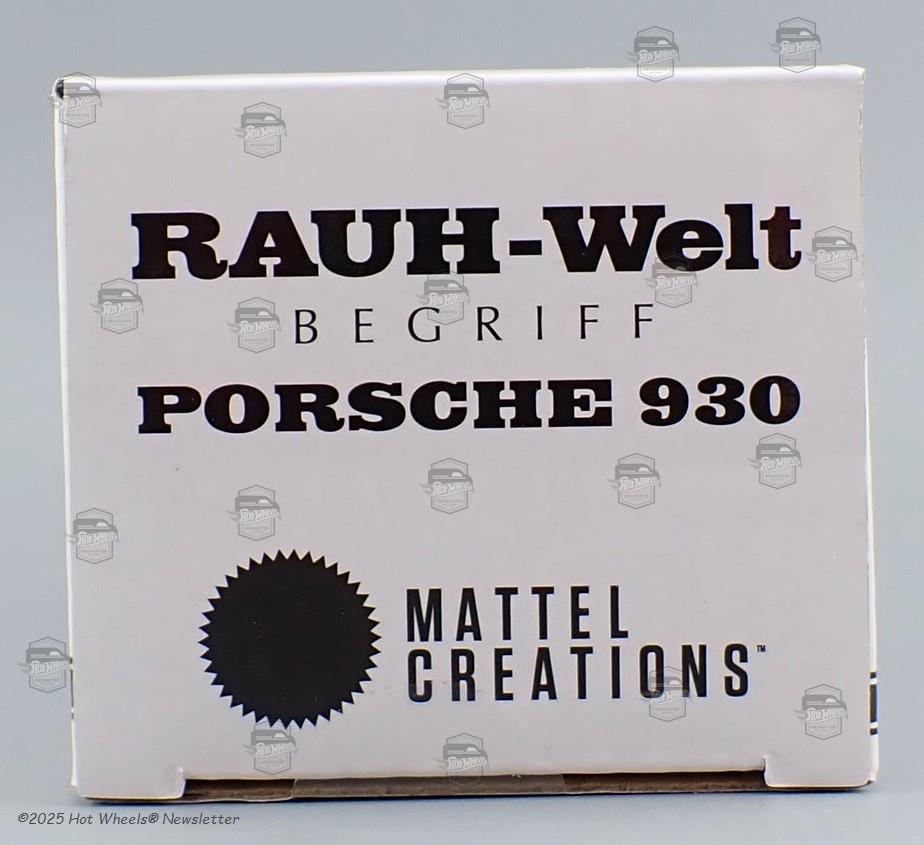 RAUH-Welt
BEGRIFF
PORSCHE 930
MATTEL
CREATIONS™
©2025 Hot Wheels® Newsletter